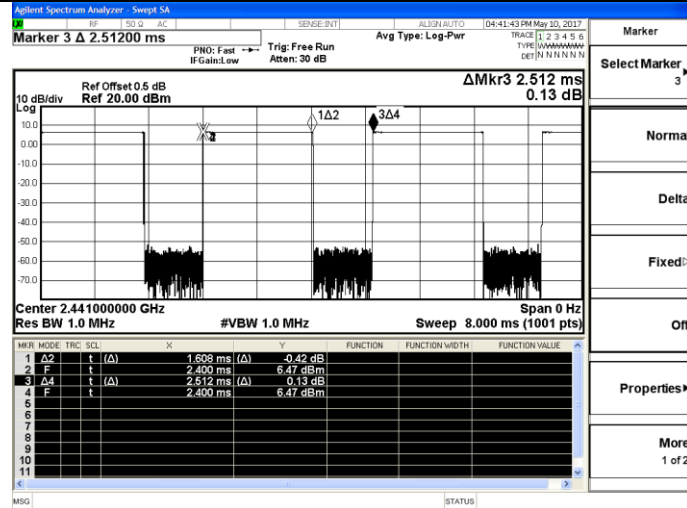 Agilent Spectrum Analyzer - Swept SA
LXI RF 50 Ω AC SENSE:INT ALIGN AUTO 04:41:43 PM May 10, 2017
Marker 3 Δ 2.51200 ms
PNO: Fast
IFGain:Low
Trig: Free Run
Atten: 30 dB
Avg Type: Log-Pwr
TRACE 1 2 3 4 5 6
TYPE WWWWWW
DET N N N N N N
Ref Offset 0.5 dB
Ref 20.00 dBm
10 dB/div
Log
ΔMkr3 2.512 ms
0.13 dB
10.0
0.00
-10.0
-20.0
-30.0
-40.0
-50.0
-60.0
-70.0
1Δ2
3Δ4
Center 2.441000000 GHz
Span 0 Hz
Res BW 1.0 MHz #VBW 1.0 MHz Sweep 8.000 ms (1001 pts)
MKR MODE TRC SCL X Y FUNCTION FUNCTION WIDTH FUNCTION VALUE
1 Δ2 t (Δ) 1.608 ms (Δ) -0.42 dB
2 F t 2.400 ms 6.47 dBm
3 Δ4 t (Δ) 2.512 ms (Δ) 0.13 dB
4 F t 2.400 ms 6.47 dBm
5
6
7
8
9
10
11
MSG STATUS
Marker
Select Marker
3
Norma
Delta
Fixed
Off
Properties
More
1 of 2